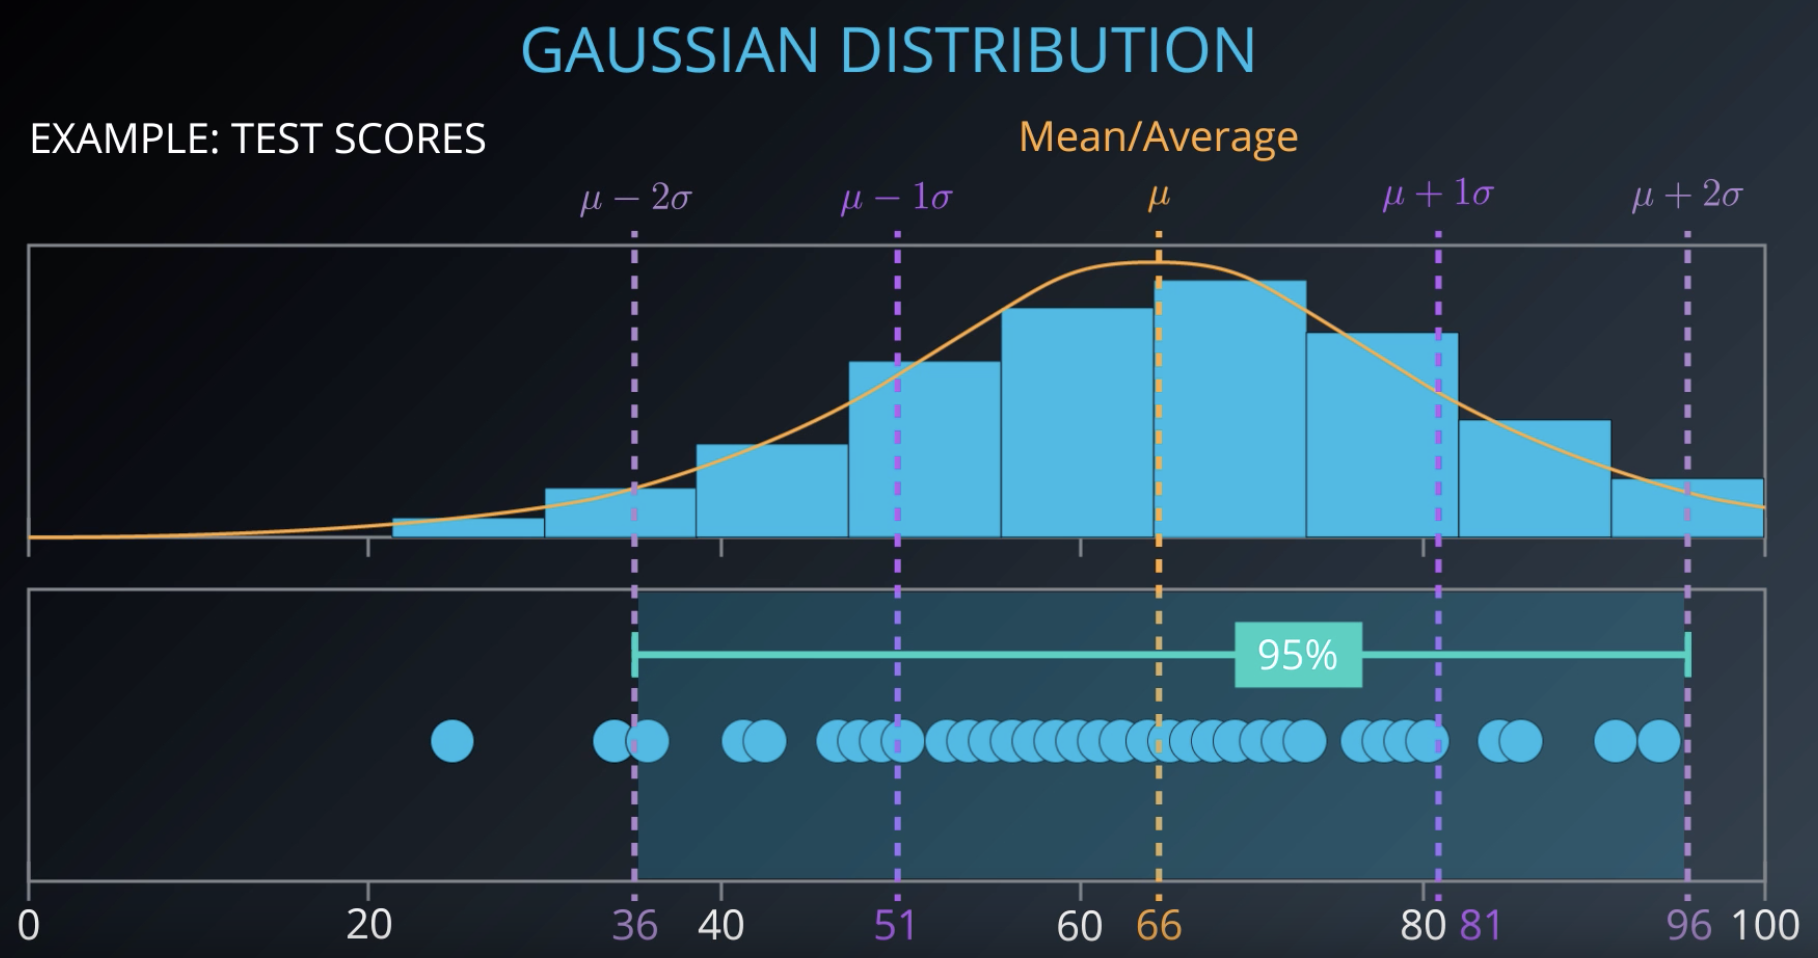 GAUSSIAN DISTRIBUTION
EXAMPLE: TEST SCORES
Mean/Average
μ − 2σ
μ − 1σ
μ
μ + 1σ
μ + 2σ
95%
0 20 36 40 51 60 66 80 81 96 100